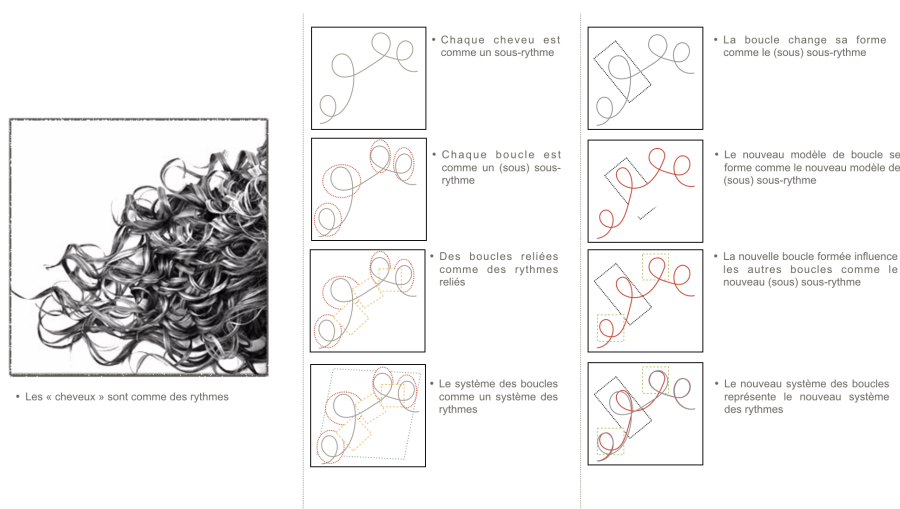 • Les « cheveux » sont comme des rythmes
• Chaque cheveu est
comme un sous-rythme
• Chaque boucle est
comme un (sous) sous-
rythme
• Des boucles reliées
comme des rythmes
reliés
• Le système des boucles
comme un système des
rythmes
• La boucle change sa forme
comme le (sous) sous-rythme
• Le nouveau modèle de boucle se
forme comme le nouveau modèle de
(sous) sous-rythme
• La nouvelle boucle formée influence
les autres boucles comme le
nouveau (sous) sous-rythme
• Le nouveau système des boucles
représente le nouveau système
des rythmes